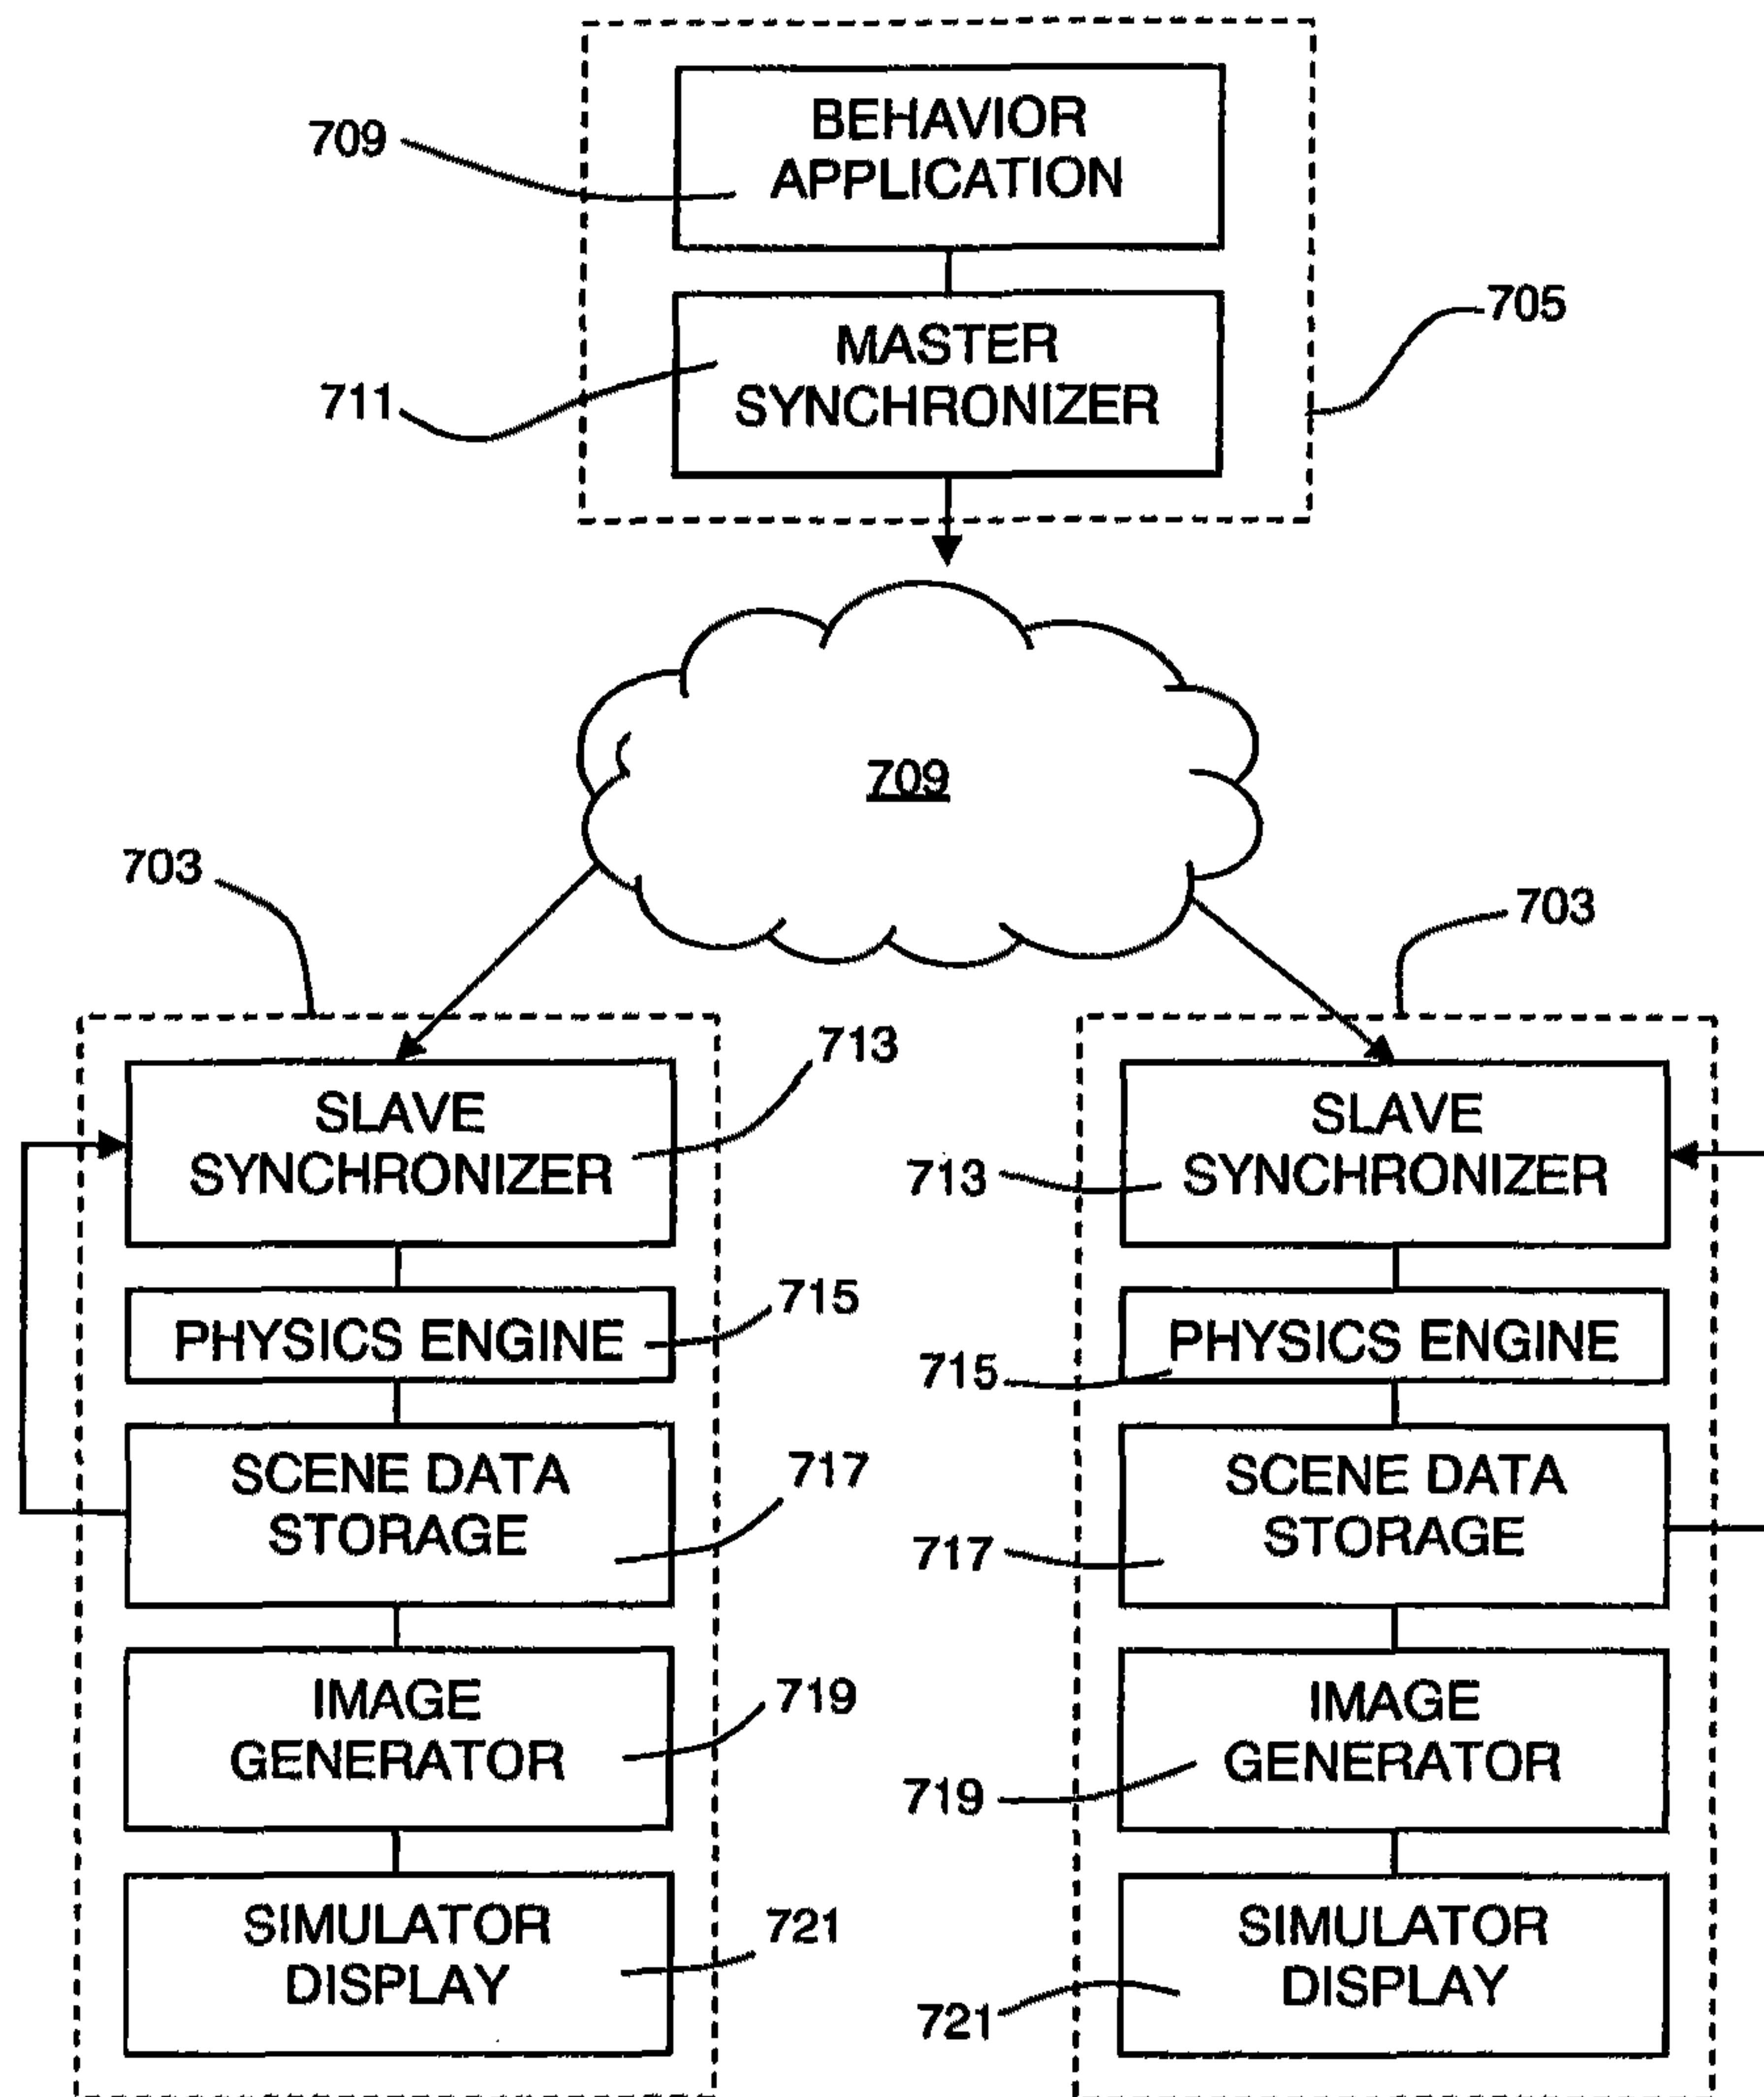 BEHAVIOR
APPLICATION
709
705
MASTER
SYNCHRONIZER
711
709
703
703
713
SLAVE
SYNCHRONIZER
713
SLAVE
SYNCHRONIZER
715
PHYSICS ENGINE
715
PHYSICS ENGINE
717
SCENE DATA
STORAGE
717
SCENE DATA
STORAGE
719
IMAGE
GENERATOR
719
IMAGE
GENERATOR
721
SIMULATOR
DISPLAY
721
SIMULATOR
DISPLAY